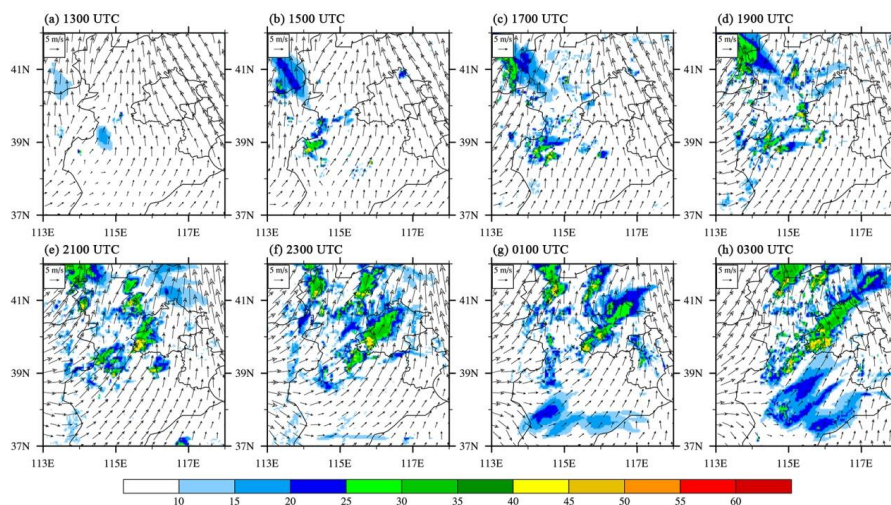 (a) 1300 UTC (b) 1500 UTC (c) 1700 UTC (d) 1900 UTC
5 m/s 5 m/s 5 m/s 5 m/s
41N 41N 41N 41N
39N 39N 39N 39N
37N 37N 37N 37N
113E 115E 117E 113E 115E 117E 113E 115E 117E 113E 115E 117E
(e) 2100 UTC (f) 2300 UTC (g) 0100 UTC (h) 0300 UTC
5 m/s 5 m/s 5 m/s 5 m/s
41N 41N 41N 41N
39N 39N 39N 39N
37N 37N 37N 37N
113E 115E 117E 113E 115E 117E 113E 115E 117E 113E 115E 117E
10 15 20 25 30 35 40 45 50 55 60